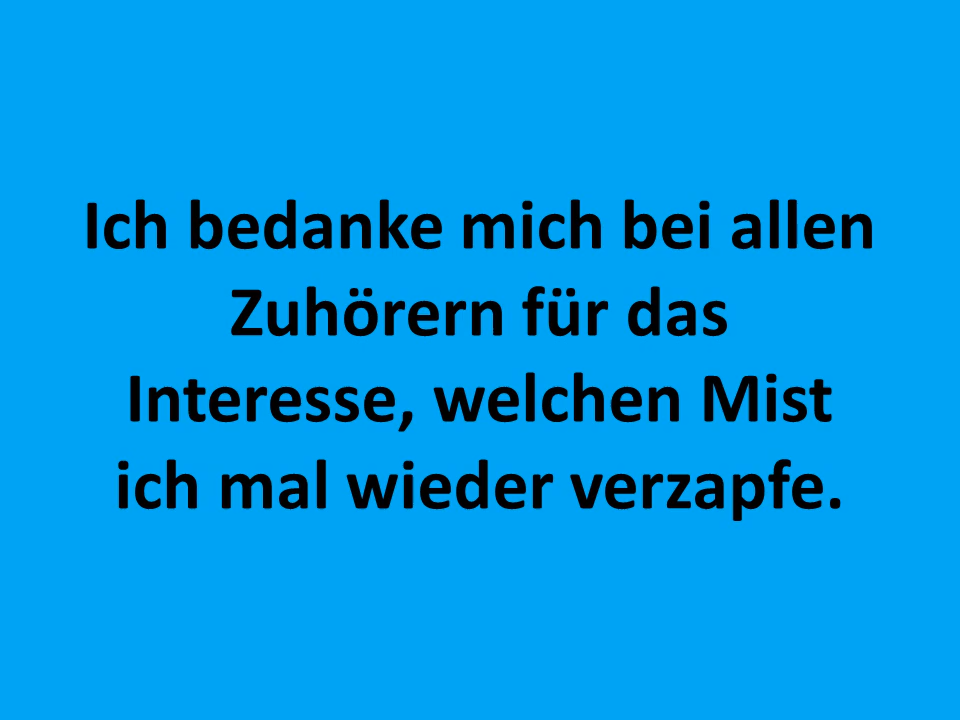 Ich bedanke mich bei allen
Zuhörern für das
Interesse, welchen Mist
ich mal wieder verzapfe.